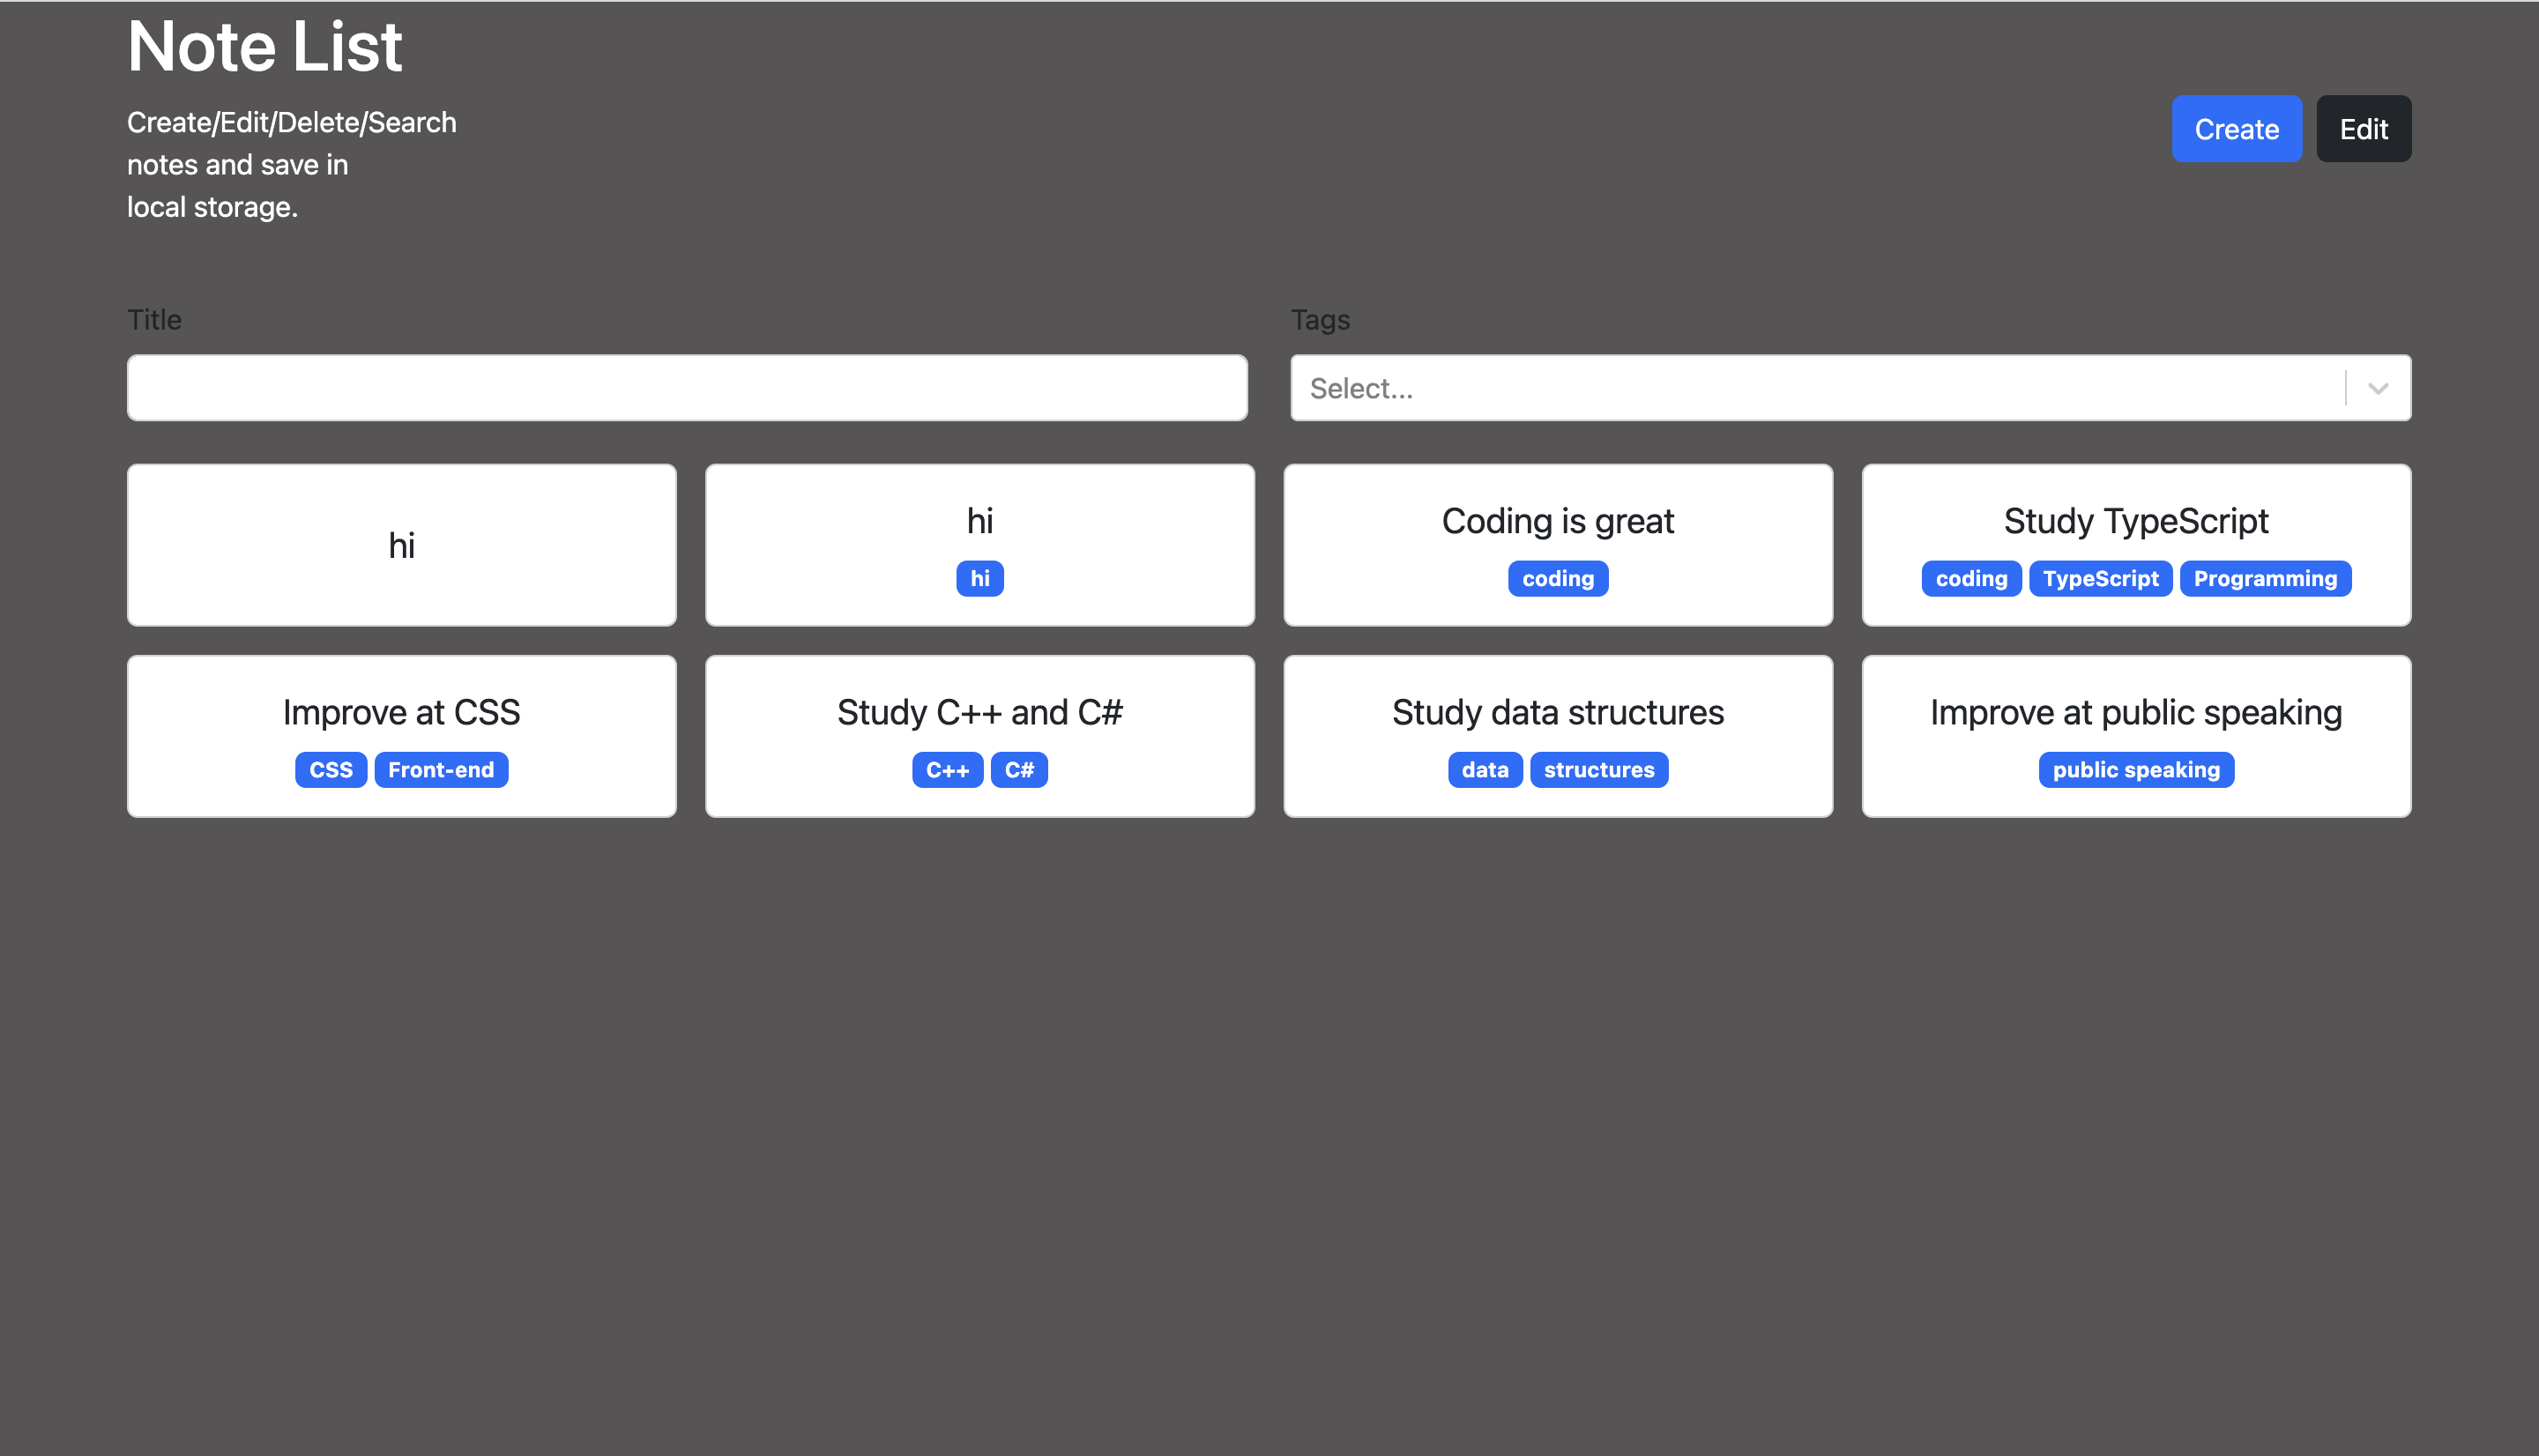 Note List
Create/Edit/Delete/Search
notes and save in
local storage.
Create Edit
Title
Tags
Select...
hi
hi
hi
Coding is great
coding
Study TypeScript
coding TypeScript Programming
Improve at CSS
CSS Front-end
Study C++ and C#
C++ C#
Study data structures
data structures
Improve at public speaking
public speaking